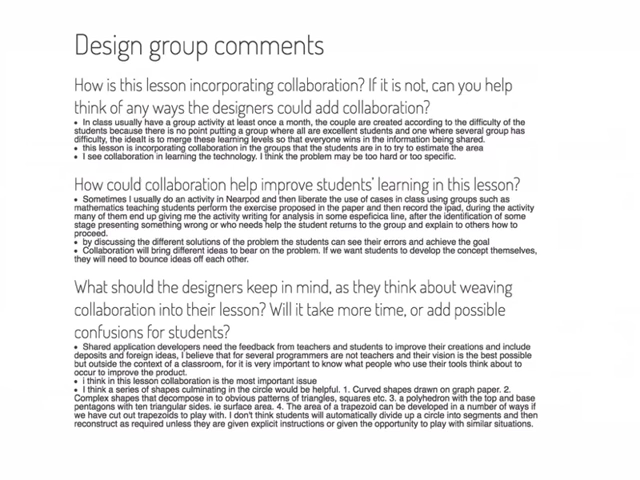 Design group comments
How is this lesson incorporating collaboration? If it is not, can you help
think of any ways the designers could add collaboration?
• In class usually have a group activity at least once a month, the couple are created according to the difficulty of the
students because there is no point putting a group where all are excellent students and one where several group has
difficulty, the idealt is to merge these learning levels so that everyone wins in the information being shared.
• this lesson is incorporating collaboration in the groups that the students are in to try to estimate the area
• I see collaboration in learning the technology. I think the problem may be too hard or too specific.
How could collaboration help improve students' learning in this lesson?
• Sometimes I usually do an activity in Nearpod and then liberate the use of cases in class using groups such as
mathematics teaching students perform the exercise proposed in the paper and then record the ipad, during the activity
many of them end up giving me the activity writing for analysis in some espeficica line, after the identification of some
stage presenting something wrong or who needs help the student returns to the group and explain to others how to
proceed.
• by discussing the different solutions of the problem the students can see their errors and achieve the goal
• Collaboration will bring different ideas to bear on the problem. If we want students to develop the concept themselves,
they will need to bounce ideas off each other.
What should the designers keep in mind, as they think about weaving
collaboration into their lesson? Will it take more time, or add possible
confusions for students?
• Shared application developers need the feedback from teachers and students to improve their creations and include
deposits and foreign ideas, I believe that for several programmers are not teachers and their vision is the best possible
but outside the context of a classroom, for it is very important to know what people who use their tools think about to
occur to improve the product.
• i think in this lesson collaboration is the most important issue
• I think a series of shapes culminating in the circle would be helpful. 1. Curved shapes drawn on graph paper. 2.
Complex shapes that decompose in to obvious patterns of triangles, squares etc. 3. a polyhedron with the top and base
pentagons with ten triangular sides. ie surface area. 4. The area of a trapezoid can be developed in a number of ways if
we have cut out trapezoids to play with. I don't think students will automatically divide up a circle into segments and then
reconstruct as required unless they are given explicit instructions or given the opportunity to play with similar situations.